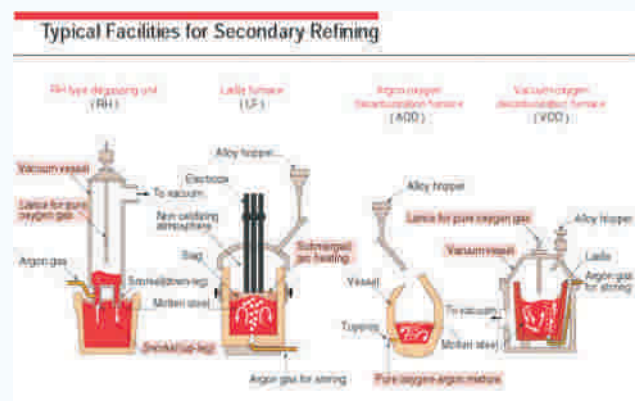 Typical Facilities for Secondary Refining
RH type degassing unit
(RH)
Ladle furnace
(LF)
Argon oxygen
decarburization furnace
(AOD)
Vacuum oxygen
decarburization furnace
(VOD)
Vacuum vessel
To vacuum
Lance for pure
oxygen gas
Argon gas
Snorkel(down-leg)
Molten steel
Snorkel(up-leg)
Alloy hopper
Electrode
Non oxidizing
atmosphere
Slag
Submerged
arc heating
Argon gas for stirring
Alloy hopper
Vessel
Tuyeres
Molten steel
Pure oxygen-argon mixture
Lance for pure oxygen gas
Alloy hopper
Vacuum vessel
Ladle
Argon gas
for stirring
To vacuum